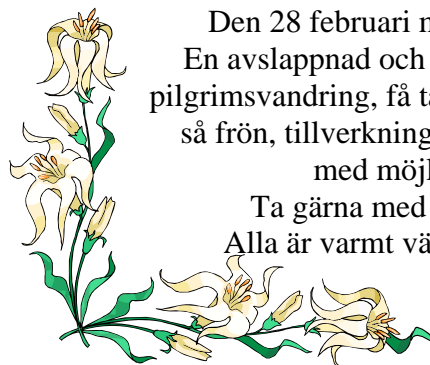 Den 28 februari
En avslappnad och
pilgrimsvandring, få
så frön, tillverkning
med
Ta gärna med
Alla är varmt